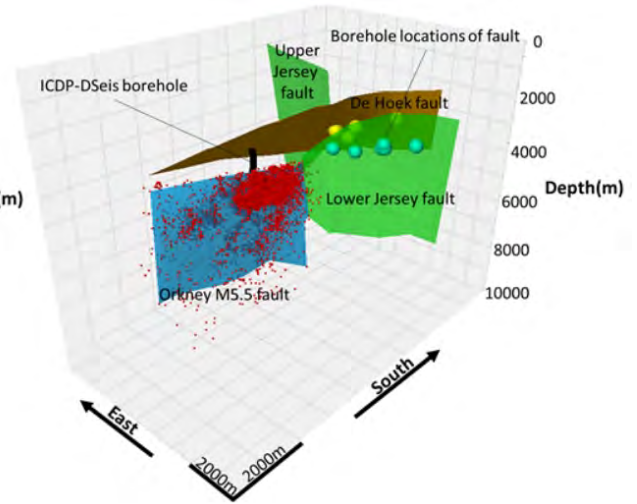 Borehole locations of fault
0
Upper
Jersey
fault
ICDP-DSeis borehole
2000
De Hoek fault
4000
m)
Depth(m)
Lower Jersey fault
6000
8000
Orkney M5.5 fault
10000
South
East
2000m
2000m